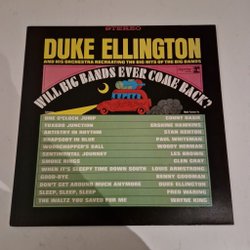 STEREO
DUKE ELLINGTON
AND HIS ORCHESTRA RECREATING THE BIG HITS OF THE BIG BANDS
WILL BIG BANDS EVER COME BACK?
ONE O'CLOCK JUMP COUNT BASIE
TUXEDO JUNCTION ERSKINE HAWKINS
ARTISTRY IN RHYTHM STAN KENTON
RHAPSODY IN BLUE PAUL WHITEMAN
WOODCHOPPER'S BALL WOODY HERMAN
SENTIMENTAL JOURNEY LES BROWN
SMOKE RINGS GLEN GRAY
WHEN IT'S SLEEPY TIME DOWN SOUTH LOUIS ARMSTRONG
GOOD-BYE BENNY GOODMAN
DON'T GET AROUND MUCH ANYMORE DUKE ELLINGTON
SLEEP, SLEEP, SLEEP FRED WARING
THE WALTZ YOU SAVED FOR ME WAYNE KING